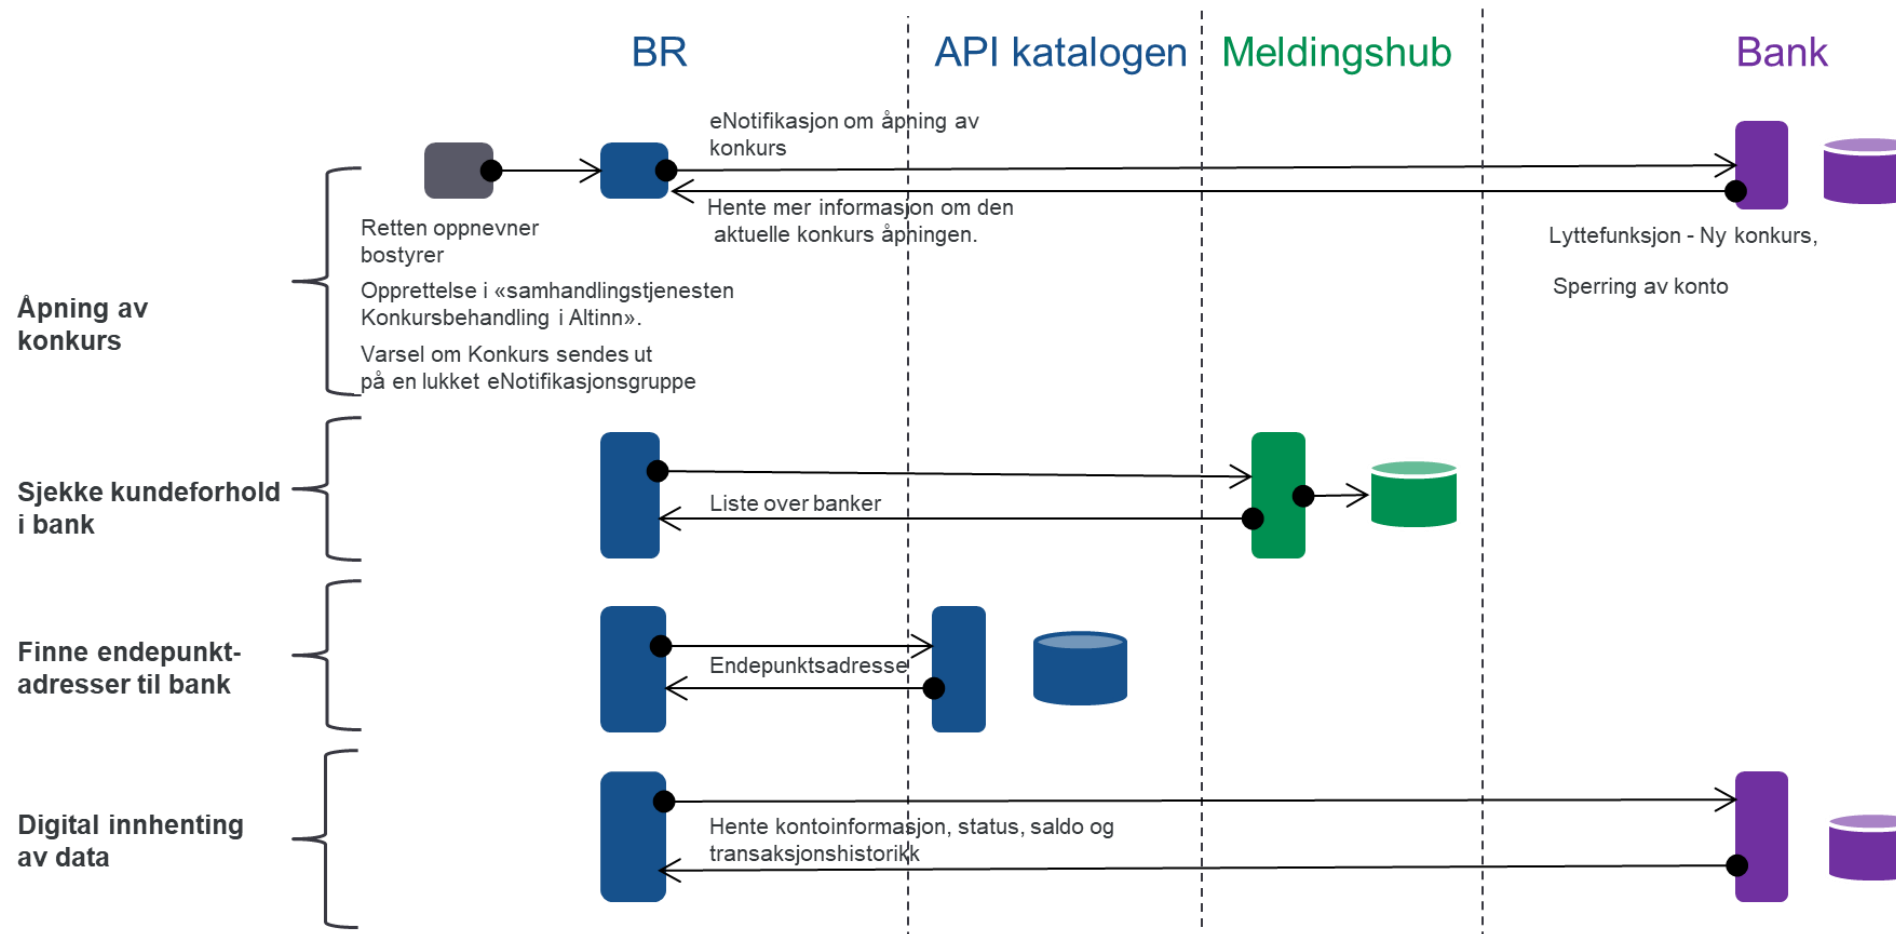 BR
API katalogen
Meldingshub
Bank
eNotifikasjon om åpning av
konkurs
Hente mer informasjon om den
aktuelle konkurs åpningen.
Retten oppnevner
bostyrer
Opprettelse i «samhandlingstjenesten
Konkursbehandling i Altinn».
Varsel om Konkurs sendes ut
på en lukket eNotifikasjonsgruppe
Lyttefunksjon - Ny konkurs,
Sperring av konto
Åpning av
konkurs
Sjekke kundeforhold
i bank
Liste over banker
Finne endepunkt-
adresser til bank
Endepunktsadresse
Digital innhenting
av data
Hente kontoinformasjon, status, saldo og
transaksjonshistorikk